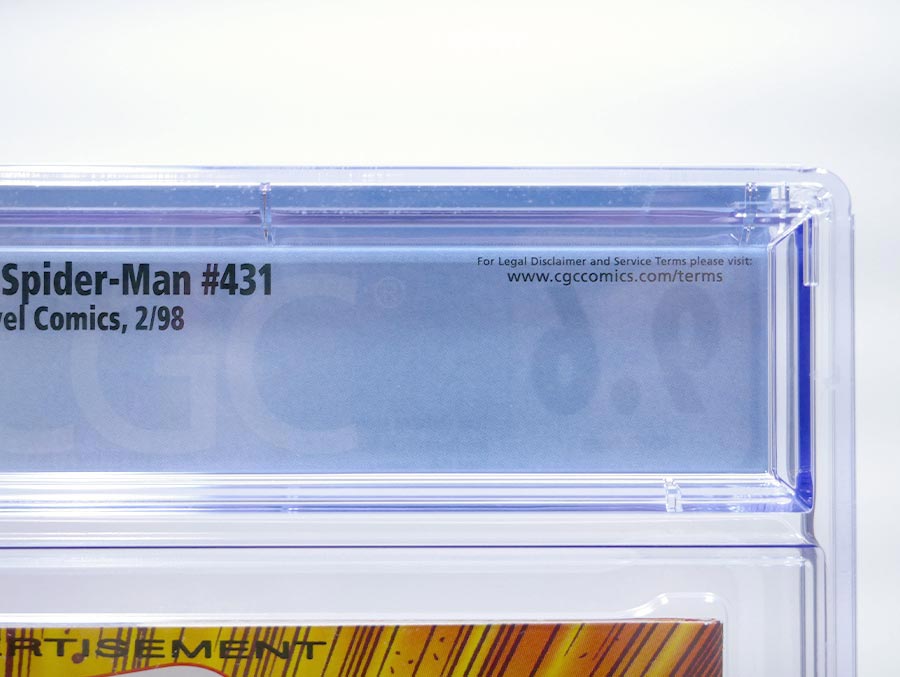 Spider-Man #431
vel Comics, 2/98
For Legal Disclaimer and Service Terms please visit:
www.cgccomics.com/terms
CGC®
9.6
ERTISEMENT